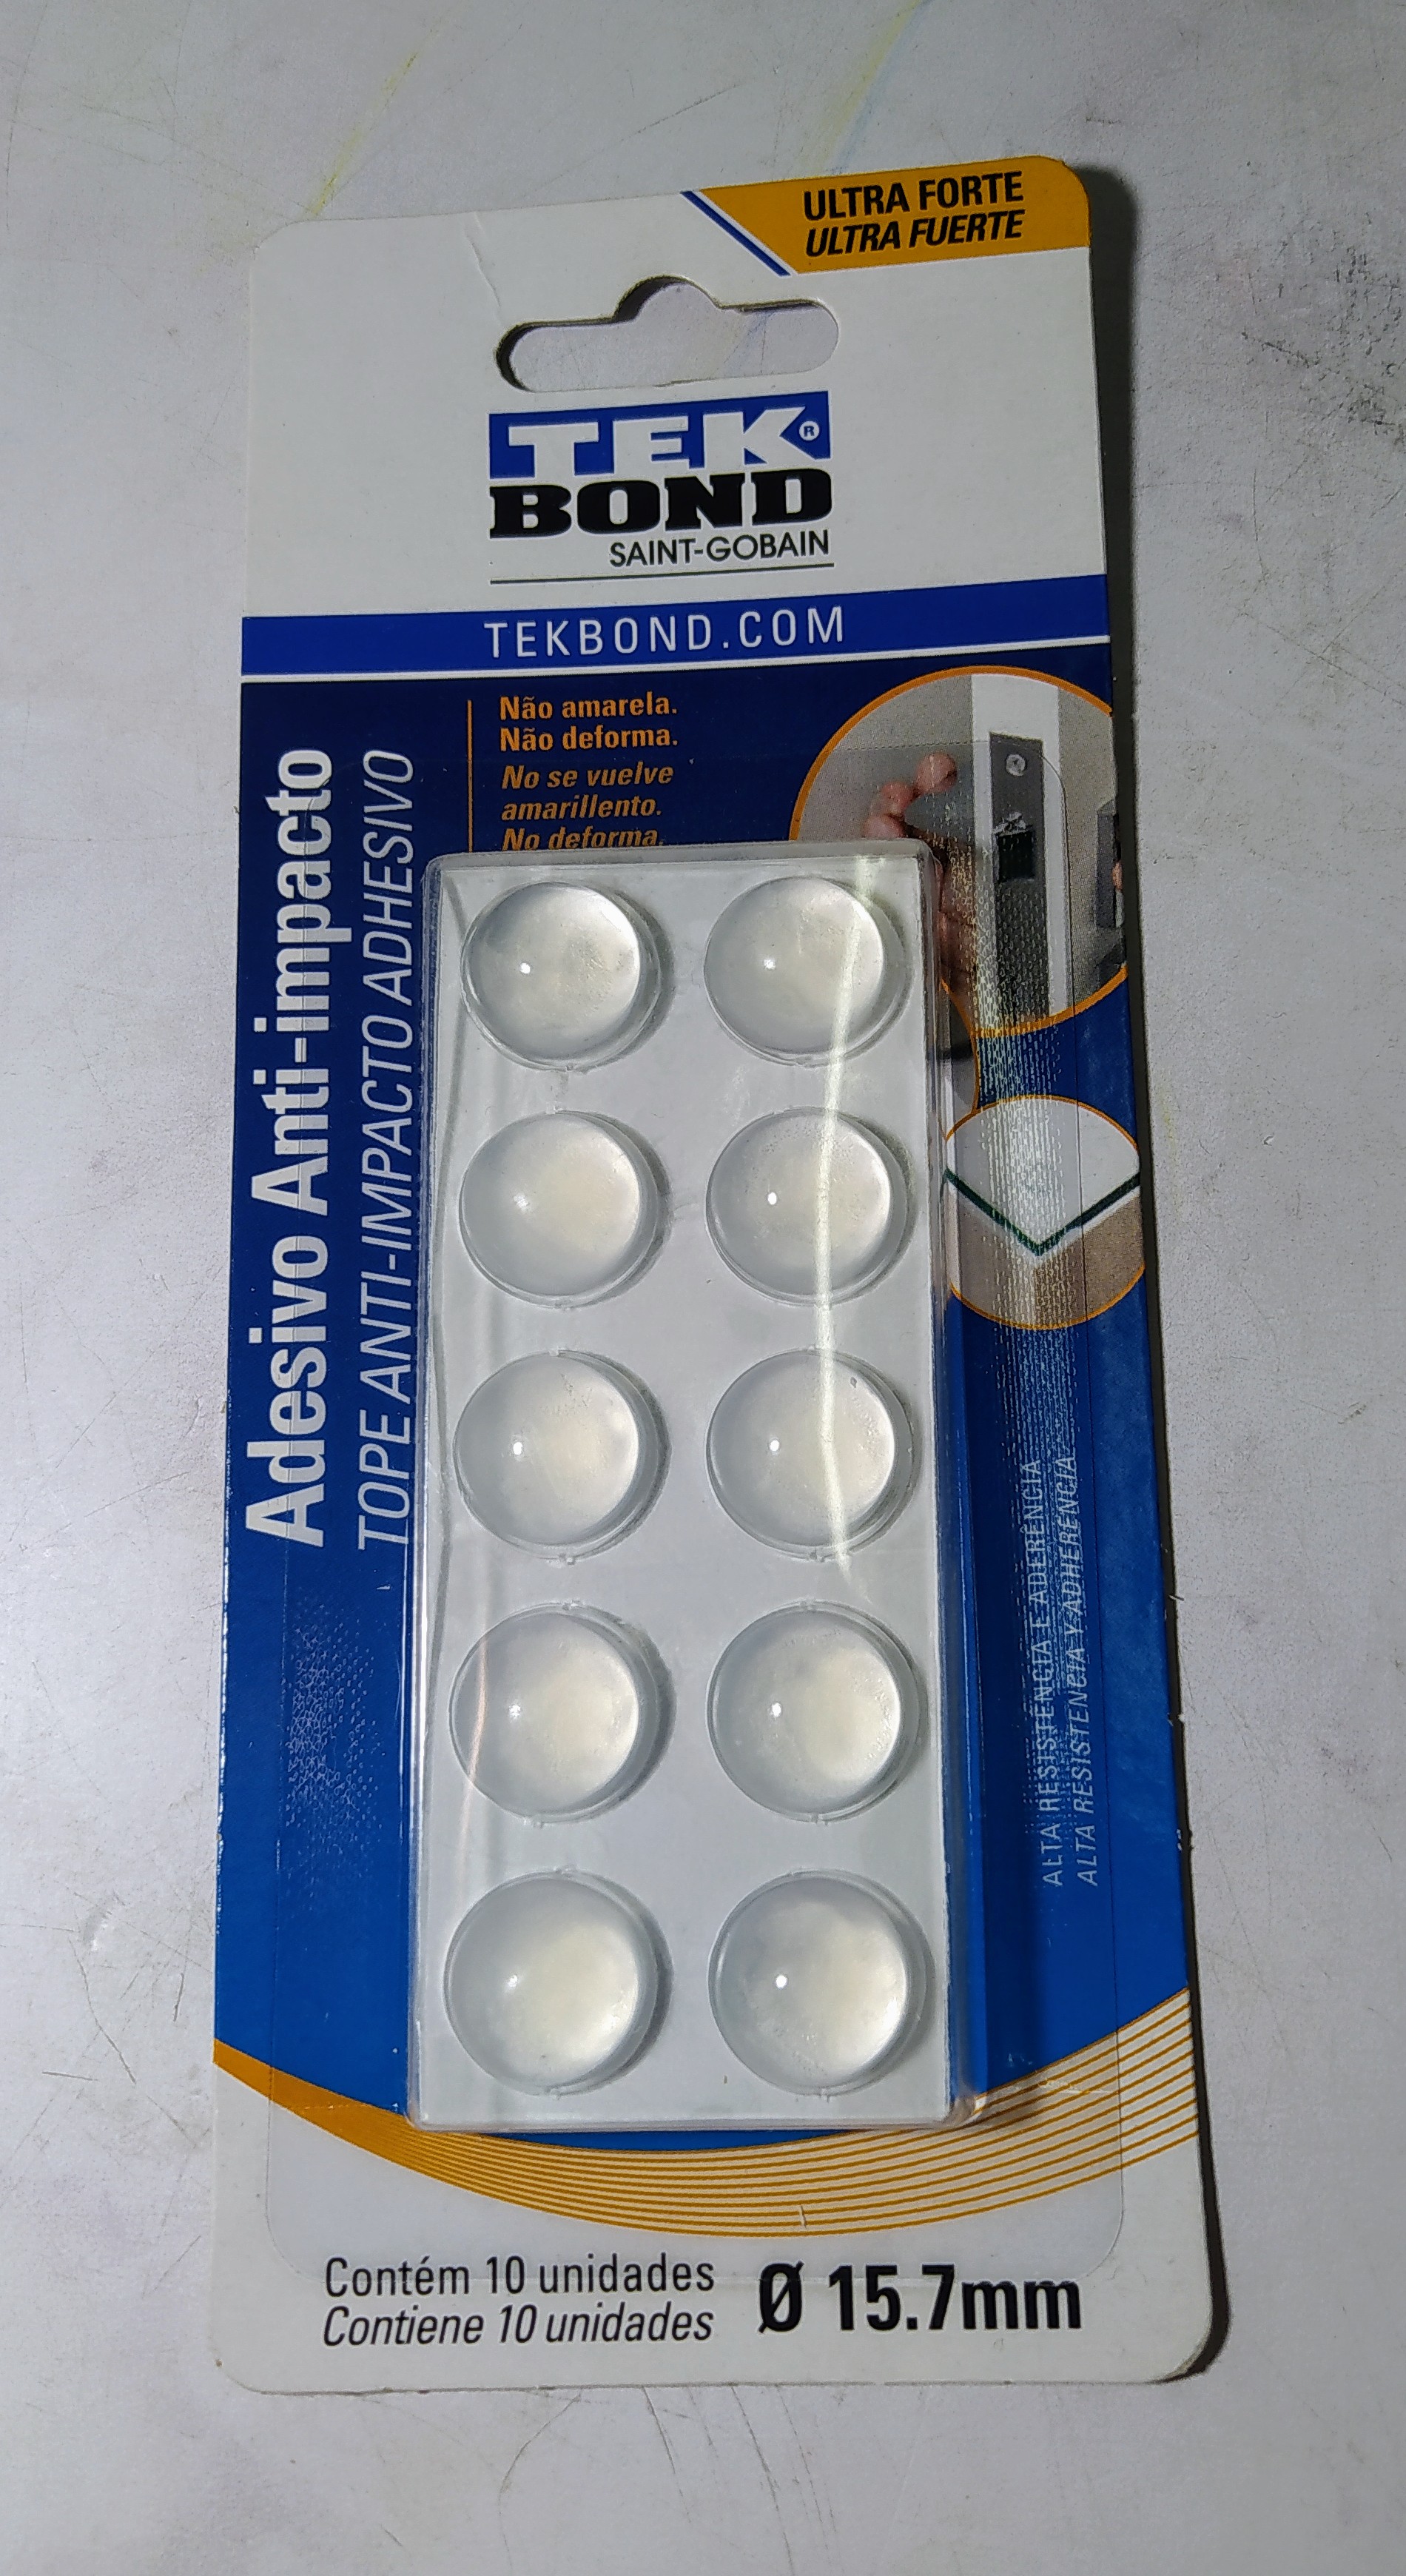 ULTRA FORTE
ULTRA FUERTE
TEK®
BOND
SAINT-GOBAIN
TEKBOND.COM
Não amarela.
Não deforma.
No se vuelve
amarillento.
No deforma.
Adesivo Anti-impacto
TOPE ANTI-IMPACTO ADHESIVO
ALTA RESISTÊNCIA E ADERÊNCIA
ALTA RESISTENCIA Y ADHERENCIA
Contém 10 unidades
Contiene 10 unidades
Ø 15.7mm